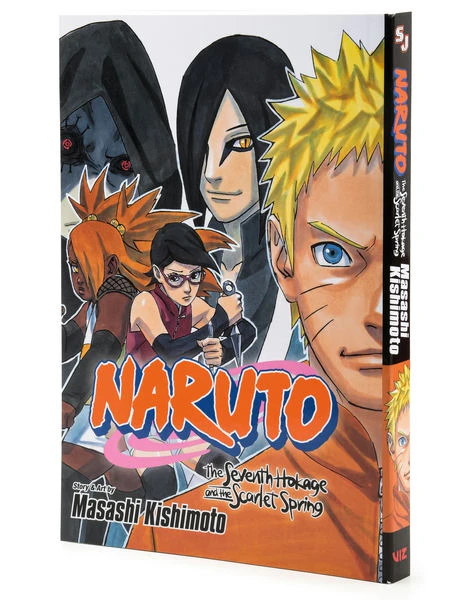 NARUTO
The Seventh Hokage
and the Scarlet Spring
Story & Art by
Masashi Kishimoto
SJ
NARUTO
The Seventh Hokage
and the Scarlet Spring
Masashi
Kishimoto
VIZ